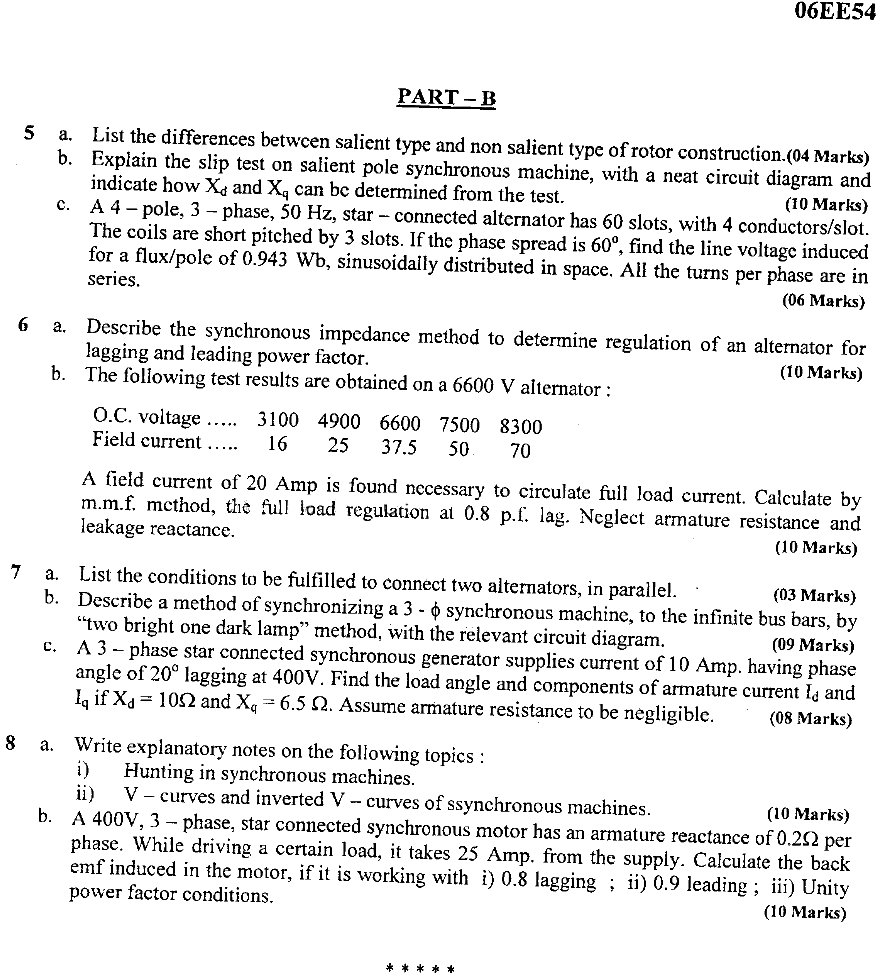 06EE54
PART – B
5 a. List the differences between salient type and non salient type of rotor construction.(04 Marks)
b. Explain the slip test on salient pole synchronous machine, with a neat circuit diagram and
indicate how Xd and Xq can be determined from the test. (10 Marks)
c. A 4 – pole, 3 – phase, 50 Hz, star – connected alternator has 60 slots, with 4 conductors/slot.
The coils are short pitched by 3 slots. If the phase spread is 60°, find the line voltage induced
for a flux/pole of 0.943 Wb, sinusoidally distributed in space. All the turns per phase are in
series. (06 Marks)
6 a. Describe the synchronous impedance method to determine regulation of an alternator for
lagging and leading power factor. (10 Marks)
b. The following test results are obtained on a 6600 V alternator :
O.C. voltage ..... 3100 4900 6600 7500 8300
Field current ..... 16 25 37.5 50 70
A field current of 20 Amp is found necessary to circulate full load current. Calculate by
m.m.f. method, the full load regulation at 0.8 p.f. lag. Neglect armature resistance and
leakage reactance. (10 Marks)
7 a. List the conditions to be fulfilled to connect two alternators, in parallel. (03 Marks)
b. Describe a method of synchronizing a 3 - ϕ synchronous machine, to the infinite bus bars, by
“two bright one dark lamp” method, with the relevant circuit diagram. (09 Marks)
c. A 3 – phase star connected synchronous generator supplies current of 10 Amp. having phase
angle of 20° lagging at 400V. Find the load angle and components of armature current Id and
Iq if Xd = 10Ω and Xq = 6.5 Ω. Assume armature resistance to be negligible. (08 Marks)
8 a. Write explanatory notes on the following topics :
i) Hunting in synchronous machines.
ii) V – curves and inverted V – curves of ssynchronous machines. (10 Marks)
b. A 400V, 3 – phase, star connected synchronous motor has an armature reactance of 0.2Ω per
phase. While driving a certain load, it takes 25 Amp. from the supply. Calculate the back
emf induced in the motor, if it is working with i) 0.8 lagging ; ii) 0.9 leading ; iii) Unity
power factor conditions. (10 Marks)
* * * * *